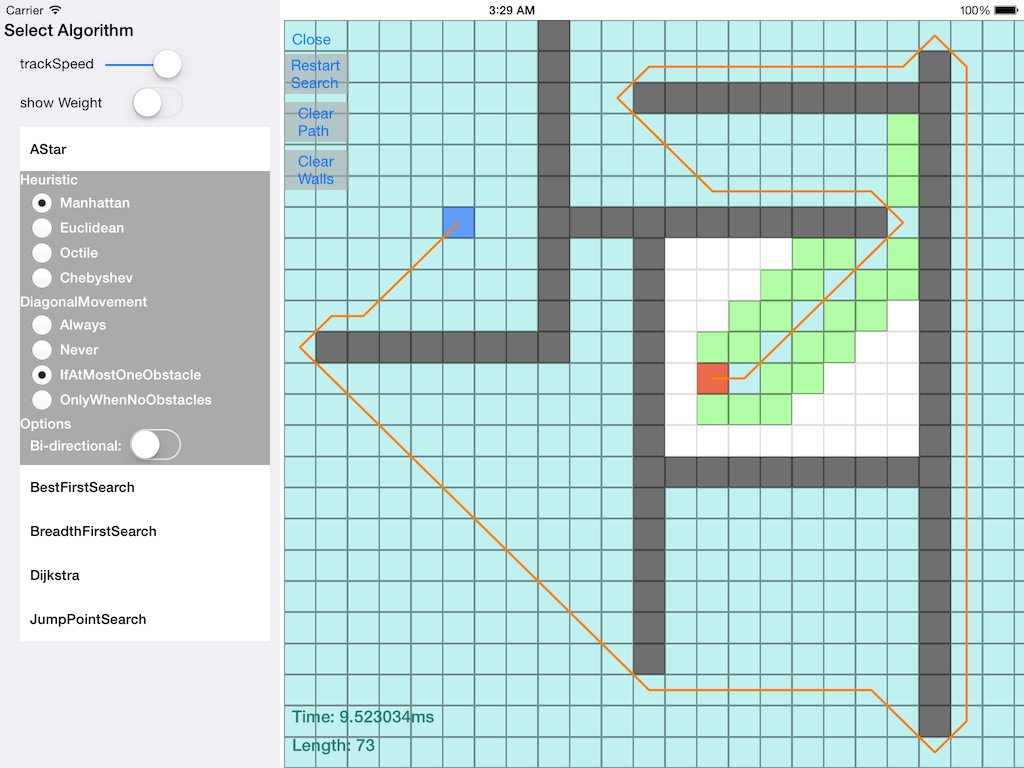 Carrier 3:29 AM 100%
Select Algorithm
trackSpeed
show Weight
AStar
Heuristic
Manhattan
Euclidean
Octile
Chebyshev
DiagonalMovement
Always
Never
IfAtMostOneObstacle
OnlyWhenNoObstacles
Options
Bi-directional:
BestFirstSearch
BreadthFirstSearch
Dijkstra
JumpPointSearch
Close
Restart
Search
Clear
Path
Clear
Walls
Time: 9.523034ms
Length: 73